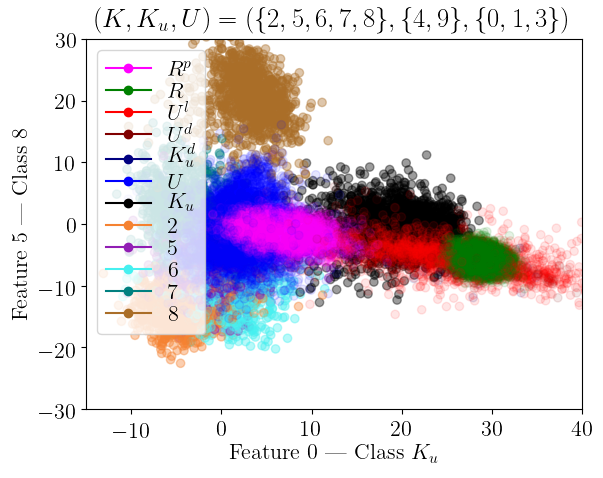 (K, K_u, U) = ({2, 5, 6, 7, 8}, {4, 9}, {0, 1, 3})
30
20
10
0
−10
−20
−30
Feature 5 — Class 8
R^p
R
U^l
U^d
K_u^d
U
K_u
2
5
6
7
8
−10
0
10
20
30
40
Feature 0 — Class K_u